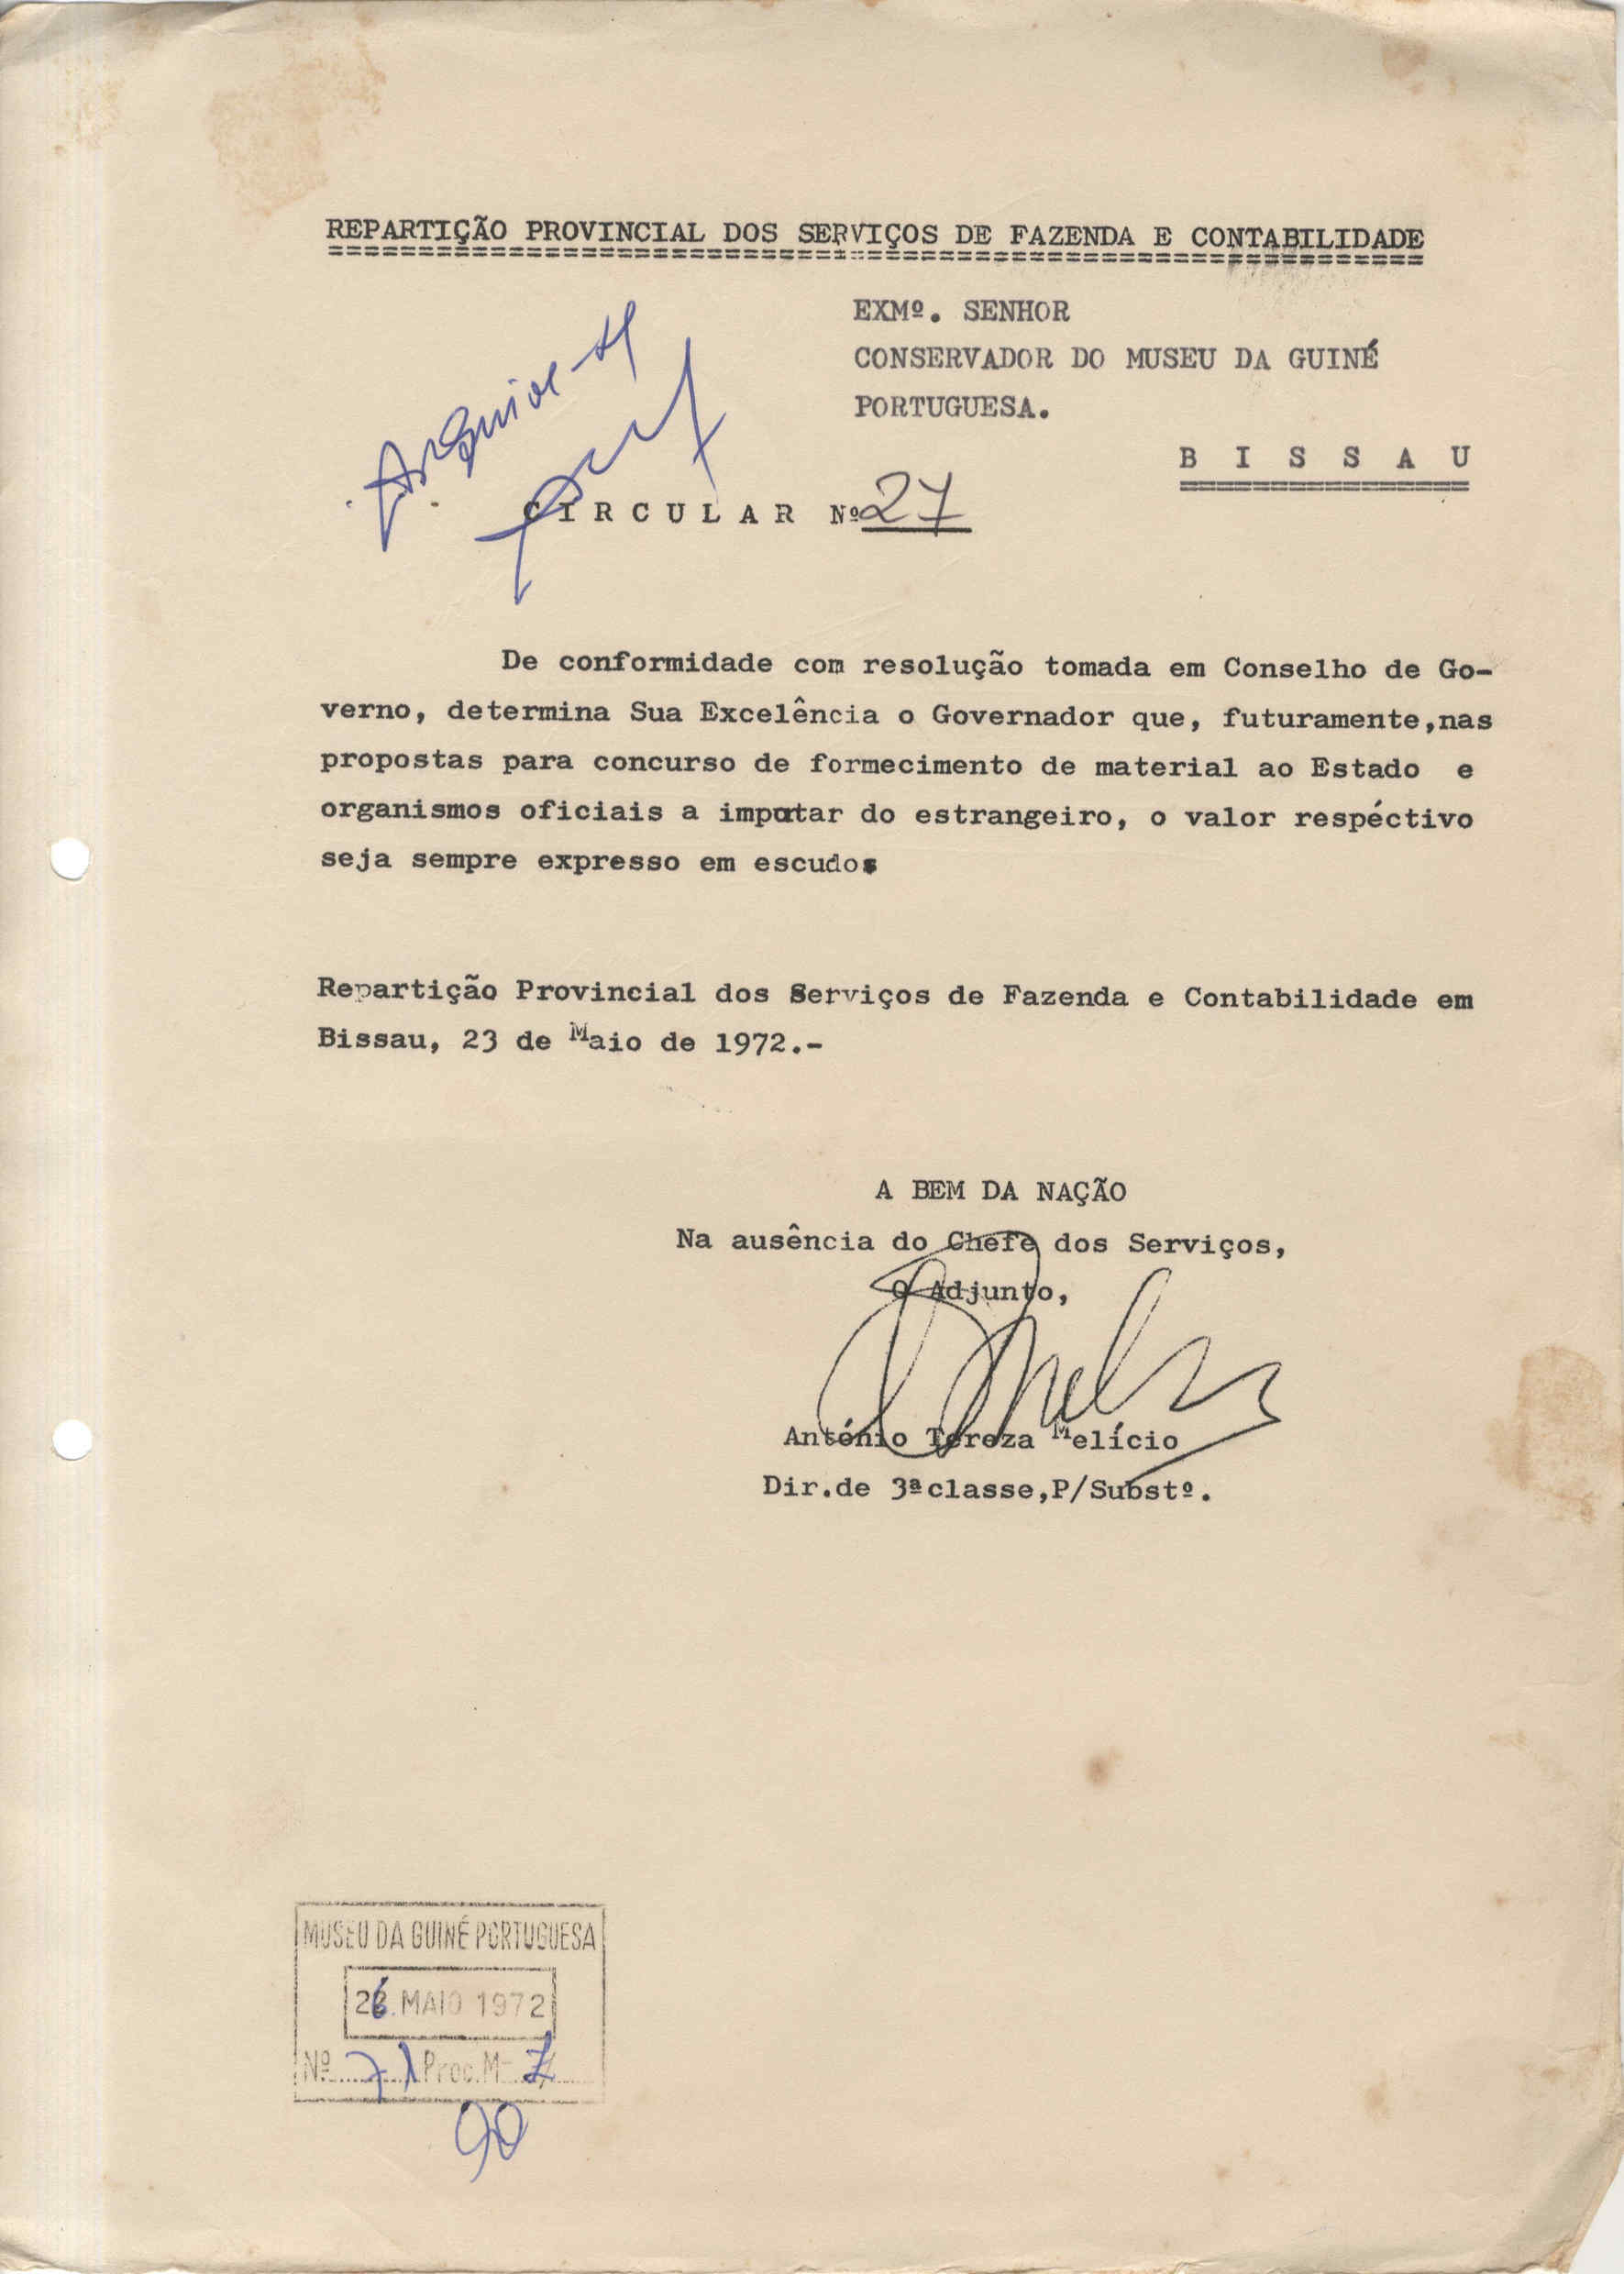 REPARTIÇÃO PROVINCIAL DOS SERVIÇOS DE FAZENDA E CONTABILIDADE
EXMº. SENHOR
CONSERVADOR DO MUSEU DA GUINÉ
PORTUGUESA.
B I S S A U
Arquive-se
C I R C U L A R Nº 27
De conformidade com resolução tomada em Conselho de Go-
verno, determina Sua Excelência o Governador que, futuramente,nas
propostas para concurso de formecimento de material ao Estado e
organismos oficiais a impotar do estrangeiro, o valor respéctivo
seja sempre expresso em escudos
Repartição Provincial dos Serviços de Fazenda e Contabilidade em
Bissau, 23 de Maio de 1972.-
A BEM DA NAÇÃO
Na ausência do Chefe dos Serviços,
O Adjunto,
António Tereza Melício
Dir.de 3ªclasse,P/Substº.
MUSEU DA GUINÉ PORTUGUESA
26. MAIO 1972
Nº 71 Proc. M- 7
90